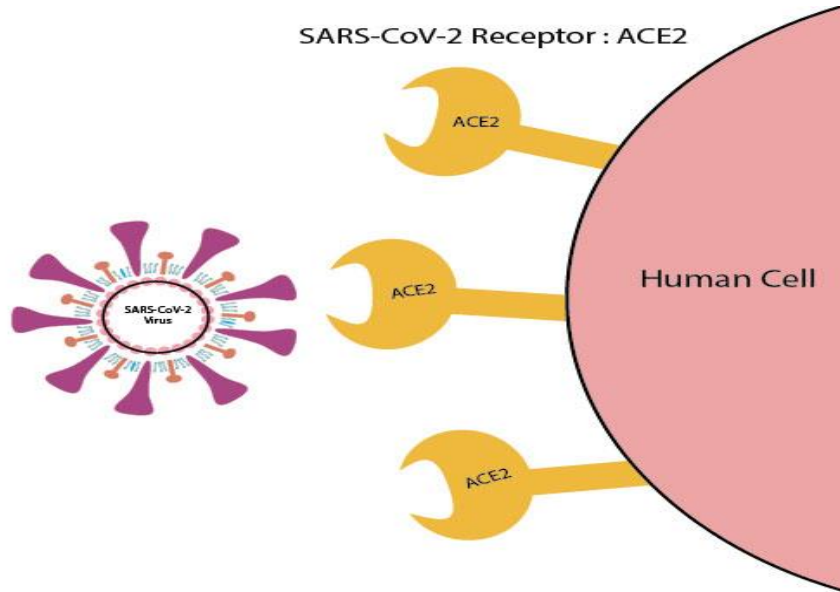 SARS-CoV-2 Receptor : ACE2
ACE2
SARS-CoV-2
Virus
ACE2
Human Cell
ACE2